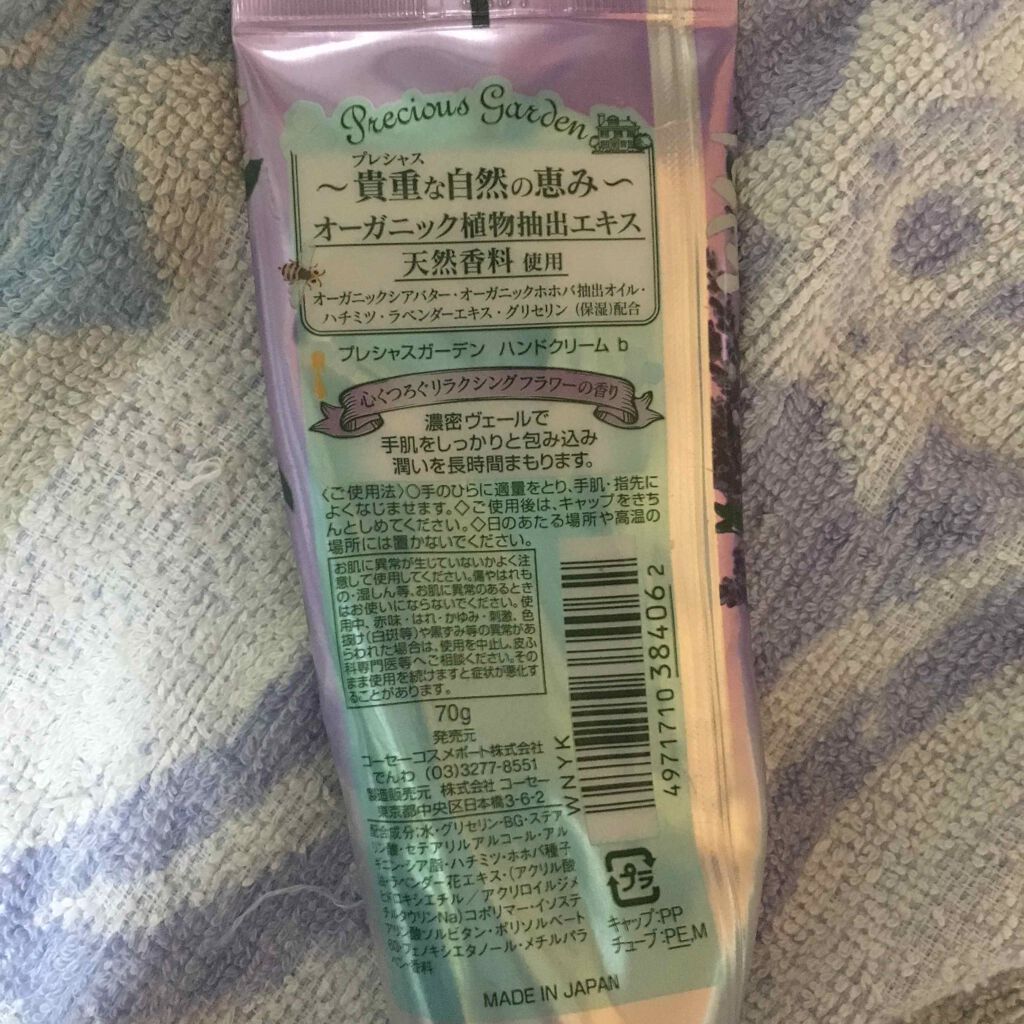 Precious Garden
プレシャス
～貴重な自然の恵み～
オーガニック植物抽出エキス
天然香料 使用
オーガニックシアバター・オーガニックホホバ抽出オイル・
ハチミツ・ラベンダーエキス・グリセリン (保湿)配合
プレシャスガーデン ハンドクリーム b
心くつろぐリラクシングフラワーの香り
濃密ヴェールで
手肌をしっかりと包み込み
潤いを長時間まもります。
〈ご使用法〉○手のひらに適量をとり、手肌・指先に
よくなじませます。◇ご使用後は、キャップをきち
んとしめてください。◇日のあたる場所や高温の
場所には置かないでください。
お肌に異常が生じていないかよく注
意して使用してください。傷やはれも
の・湿しん等、お肌に異常のあるとき
はお使いにならないでください。使
用中、赤味・はれ・かゆみ・刺激、色
抜け(白斑等)や黒ずみ等の異常があ
らわれた場合は、使用を中止し、皮ふ
科専門医等へご相談ください。その
まま使用を続けますと症状が悪化す
ることがあります。
70g
発売元
コーセーコスメポート株式会社
でんわ (03)3277-8551
製造販売元 株式会社 コーセー
東京都中央区日本橋3-6-2
WNYK
4971710384062
配合成分:水・グリセリン・BG・ステア
リン酸・セテアリルアルコール・アル
ギニン・シア脂・ハチミツ・ホホバ種子
油・ラベンダー花エキス・(アクリル酸
ヒドロキシエチル／アクリロイルジメ
チルタウリンNa)コポリマー・イソステ
アリン酸ソルビタン・ポリソルベート
60・フェノキシエタノール・メチルパラ
ベン・香料
プラ
キャップ:PP
チューブ:PE,M
MADE IN JAPAN